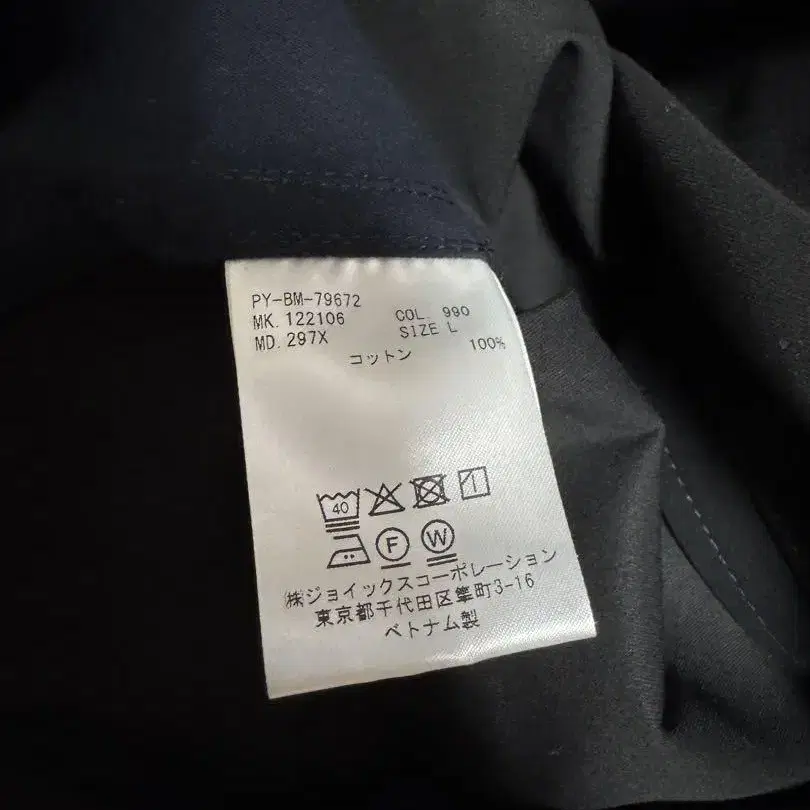 PY-BM-79672
MK. 122106 COL. 990
MD. 297X SIZE L
コットン 100%
40
1
F W
㈱ジョイックスコーポレーション
東京都千代田区隼町3-16
ベトナム製